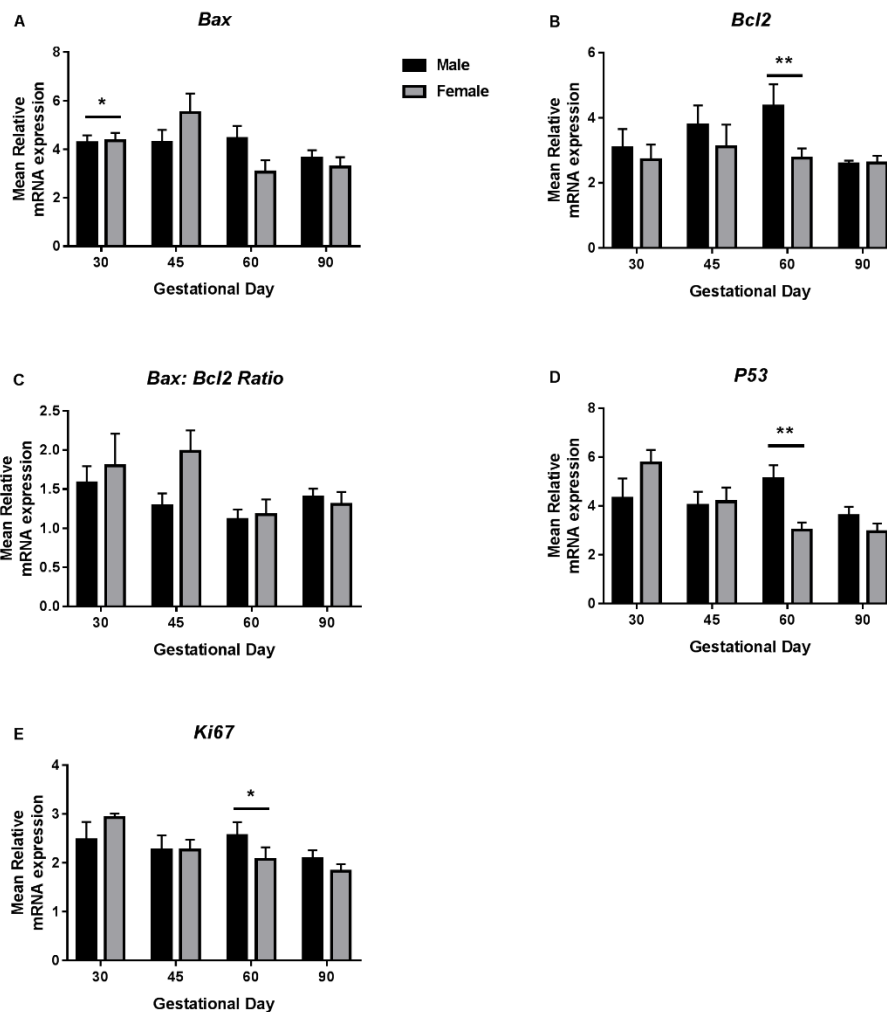 A
Bax
Mean Relative
mRNA expression
8
6
4
2
0
*
30 45 60 90
Gestational Day
Male
Female
B
Bcl2
Mean Relative
mRNA expression
6
4
2
0
**
30 45 60 90
Gestational Day
C
Bax: Bcl2 Ratio
Mean Relative
mRNA expression
2.5
2.0
1.5
1.0
0.5
0.0
30 45 60 90
Gestational Day
D
P53
Mean Relative
mRNA expression
8
6
4
2
0
**
30 45 60 90
Gestational Day
E
Ki67
Mean Relative
mRNA expression
4
3
2
1
0
*
30 45 60 90
Gestational Day